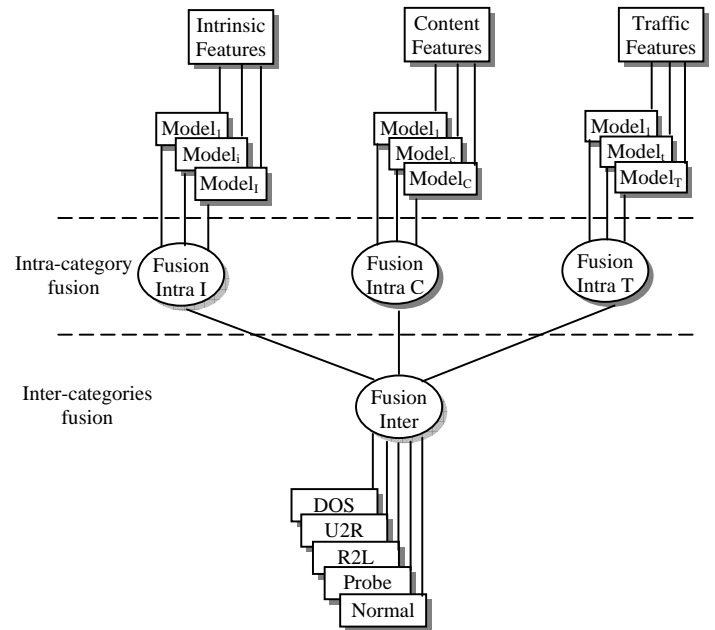 Intrinsic
Features
Content
Features
Traffic
Features
Model1
Modeli
ModelI
Model1
Modelc
ModelC
Model1
Modelt
ModelT
Intra-category
fusion
Fusion
Intra I
Fusion
Intra C
Fusion
Intra T
Inter-categories
fusion
Fusion
Inter
DOS
U2R
R2L
Probe
Normal